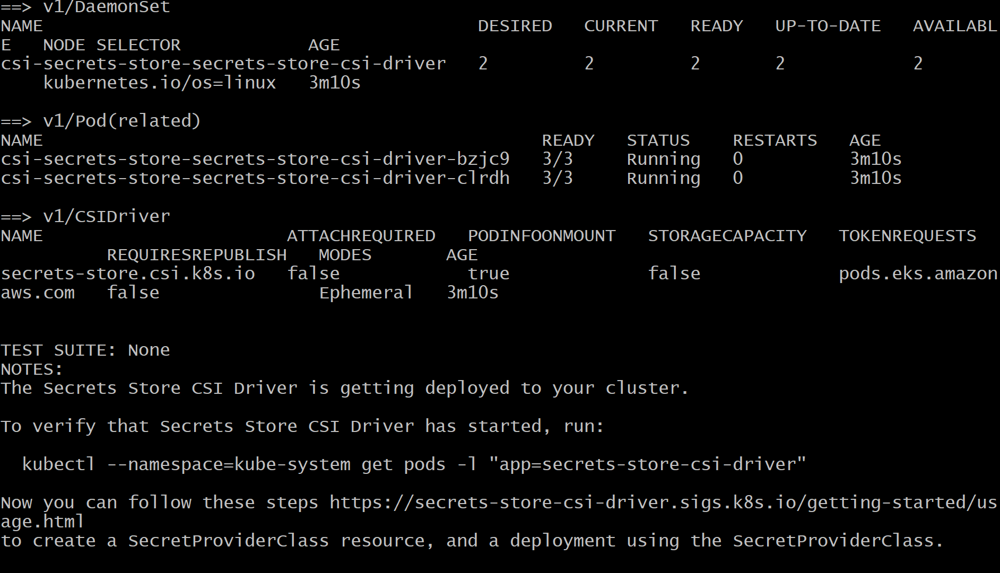 ==> v1/DaemonSet
NAME                                         DESIRED   CURRENT   READY   UP-TO-DATE   AVAILABL
E   NODE SELECTOR            AGE
csi-secrets-store-secrets-store-csi-driver   2         2         2       2            2
    kubernetes.io/os=linux   3m10s

==> v1/Pod(related)
NAME                                               READY   STATUS    RESTARTS   AGE
csi-secrets-store-secrets-store-csi-driver-bzjc9   3/3     Running   0          3m10s
csi-secrets-store-secrets-store-csi-driver-clrdh   3/3     Running   0          3m10s

==> v1/CSIDriver
NAME                       ATTACHREQUIRED   PODINFOONMOUNT   STORAGECAPACITY   TOKENREQUESTS
          REQUIRESREPUBLISH   MODES       AGE
secrets-store.csi.k8s.io   false            true             false             pods.eks.amazon
aws.com   false               Ephemeral   3m10s


TEST SUITE: None
NOTES:
The Secrets Store CSI Driver is getting deployed to your cluster.

To verify that Secrets Store CSI Driver has started, run:

  kubectl --namespace=kube-system get pods -l "app=secrets-store-csi-driver"

Now you can follow these steps https://secrets-store-csi-driver.sigs.k8s.io/getting-started/us
age.html
to create a SecretProviderClass resource, and a deployment using the SecretProviderClass.